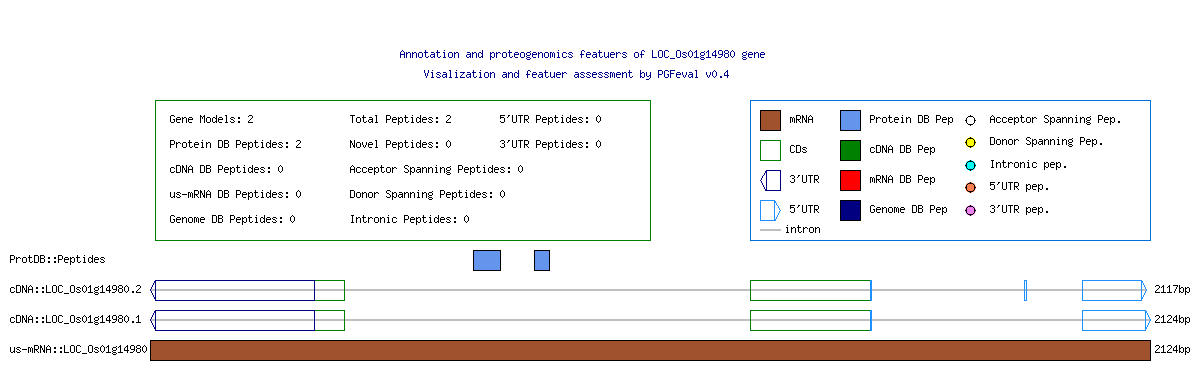 Annotation and proteogenomics featuers of LOC_Os01g14980 gene
Visalization and featuer assessment by PGFeval v0.4
Gene Models: 2 Total Peptides: 2 5'UTR Peptides: 0
Protein DB Peptides: 2 Novel Peptides: 0 3'UTR Peptides: 0
cDNA DB Peptides: 0 Acceptor Spanning Peptides: 0
us-mRNA DB Peptides: 0 Donor Spanning Peptides: 0
Genome DB Peptides: 0 Intronic Peptides: 0
mRNA Protein DB Pep Acceptor Spanning Pep.
CDs cDNA DB Pep Donor Spanning Pep.
3'UTR mRNA DB Pep Intronic pep.
5'UTR Genome DB Pep 5'UTR pep.
intron 3'UTR pep.
ProtDB::Peptides
cDNA::LOC_Os01g14980.2 2117bp
cDNA::LOC_Os01g14980.1 2124bp
us-mRNA::LOC_Os01g14980 2124bp